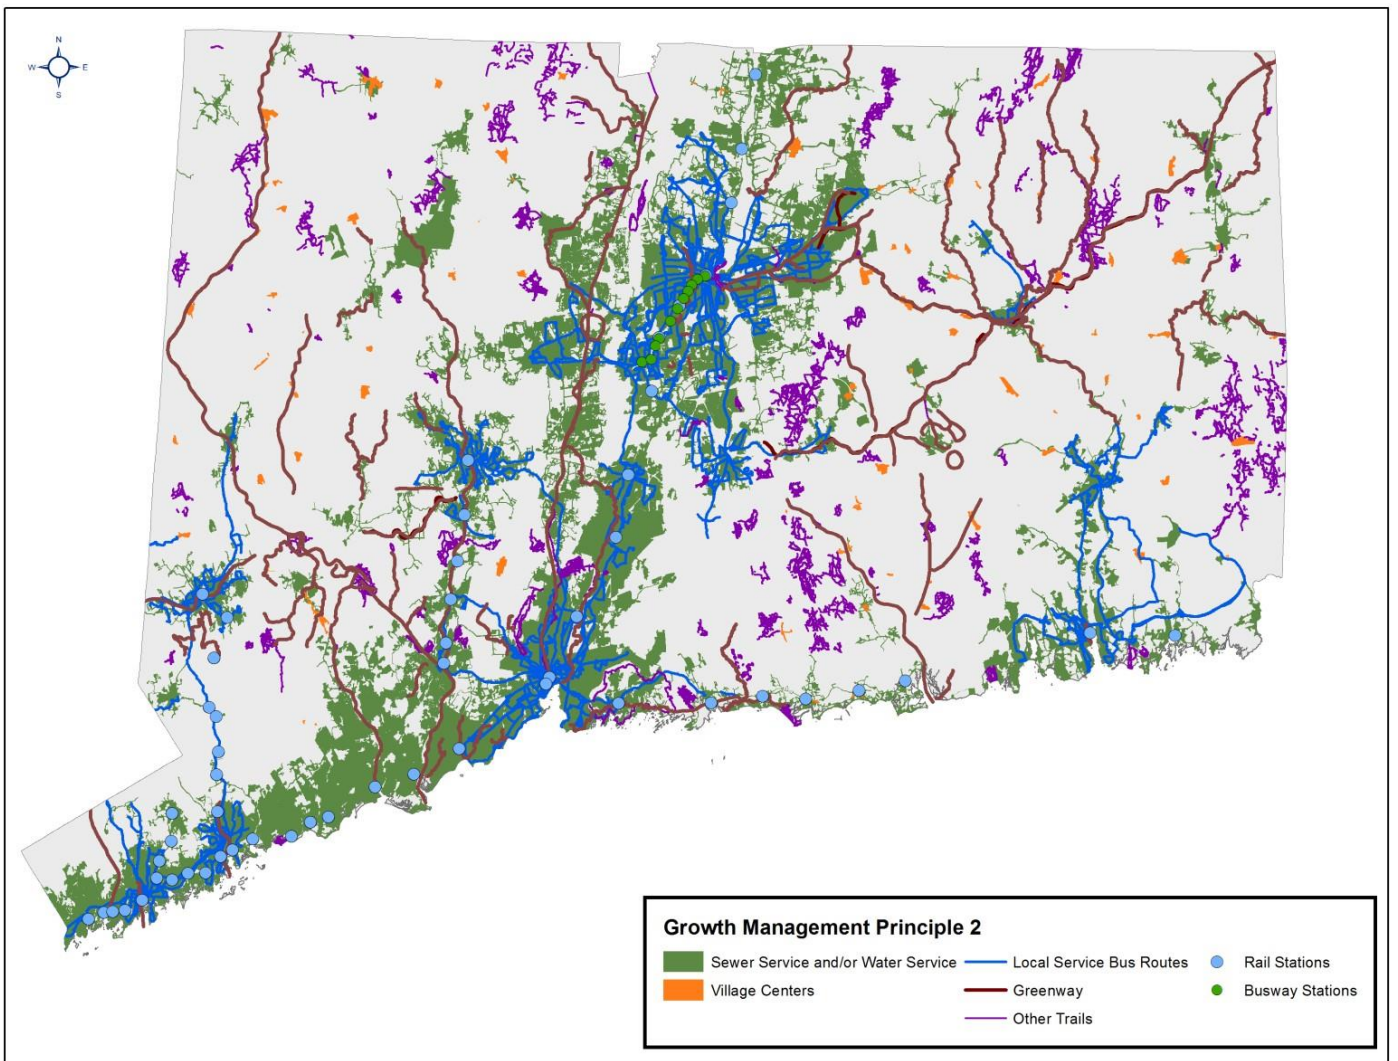 N
W E
S
Growth Management Principle 2
Sewer Service and/or Water Service Local Service Bus Routes Rail Stations
Village Centers Greenway Busway Stations
Other Trails